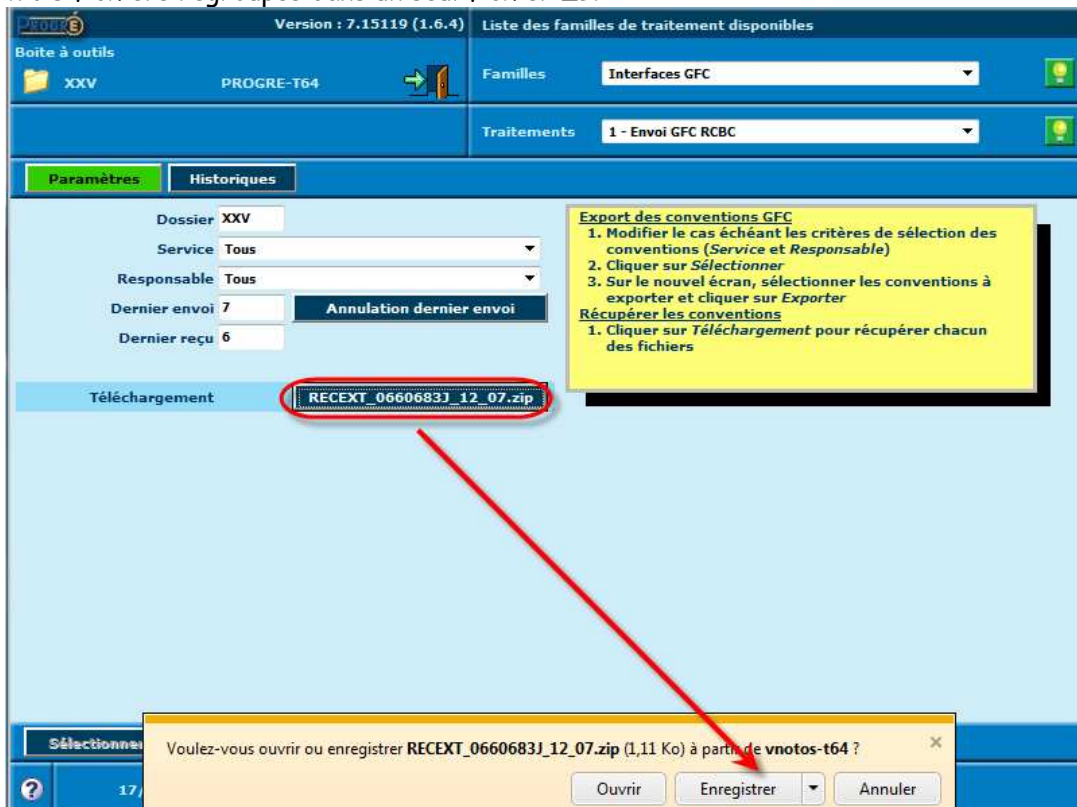 PROGRÉ Version : 7.15119 (1.6.4) Liste des familles de traitement disponibles
Boite à outils
XXV PROGRE-T64
Familles Interfaces GFC
Traitements 1 - Envoi GFC RCBC
Paramètres Historiques
Dossier XXV
Service Tous
Responsable Tous
Dernier envoi 7 Annulation dernier envoi
Dernier reçu 6
Export des conventions GFC
1. Modifier le cas échéant les critères de sélection des
conventions (Service et Responsable)
2. Cliquer sur Sélectionner
3. Sur le nouvel écran, sélectionner les conventions à
exporter et cliquer sur Exporter
Récupérer les conventions
1. Cliquer sur Téléchargement pour récupérer chacun
des fichiers
Téléchargement RECEXT_0660683J_12_07.zip
Sélectionner
Voulez-vous ouvrir ou enregistrer RECEXT_0660683J_12_07.zip (1,11 Ko) à partir de vnotos-t64 ?
Ouvrir Enregistrer Annuler
17/